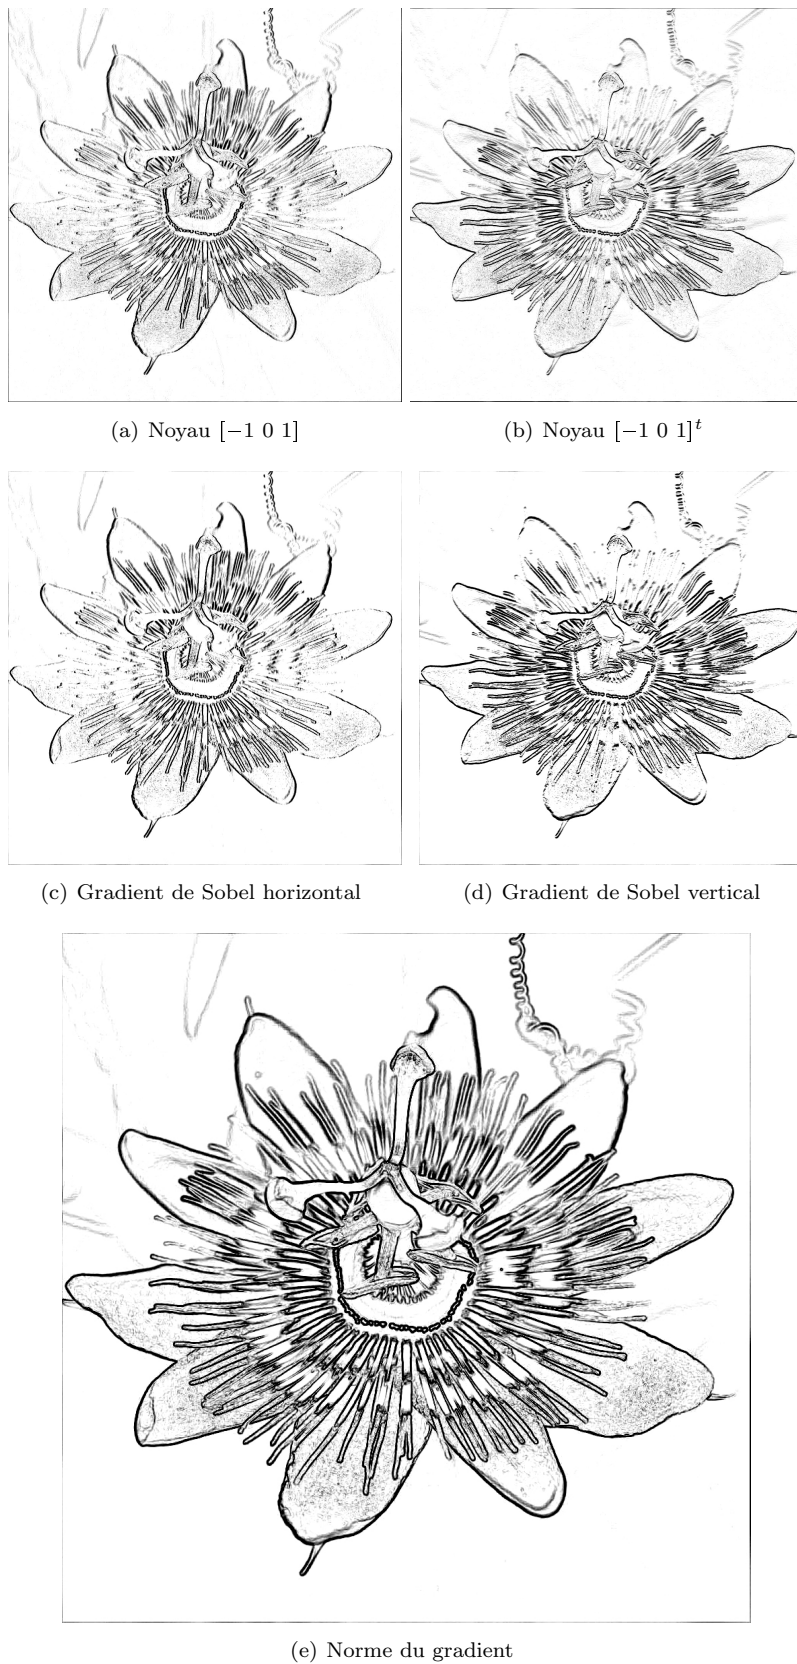 (a) Noyau [−1 0 1]
(b) Noyau [−1 0 1]ᵗ
(c) Gradient de Sobel horizontal
(d) Gradient de Sobel vertical
(e) Norme du gradient